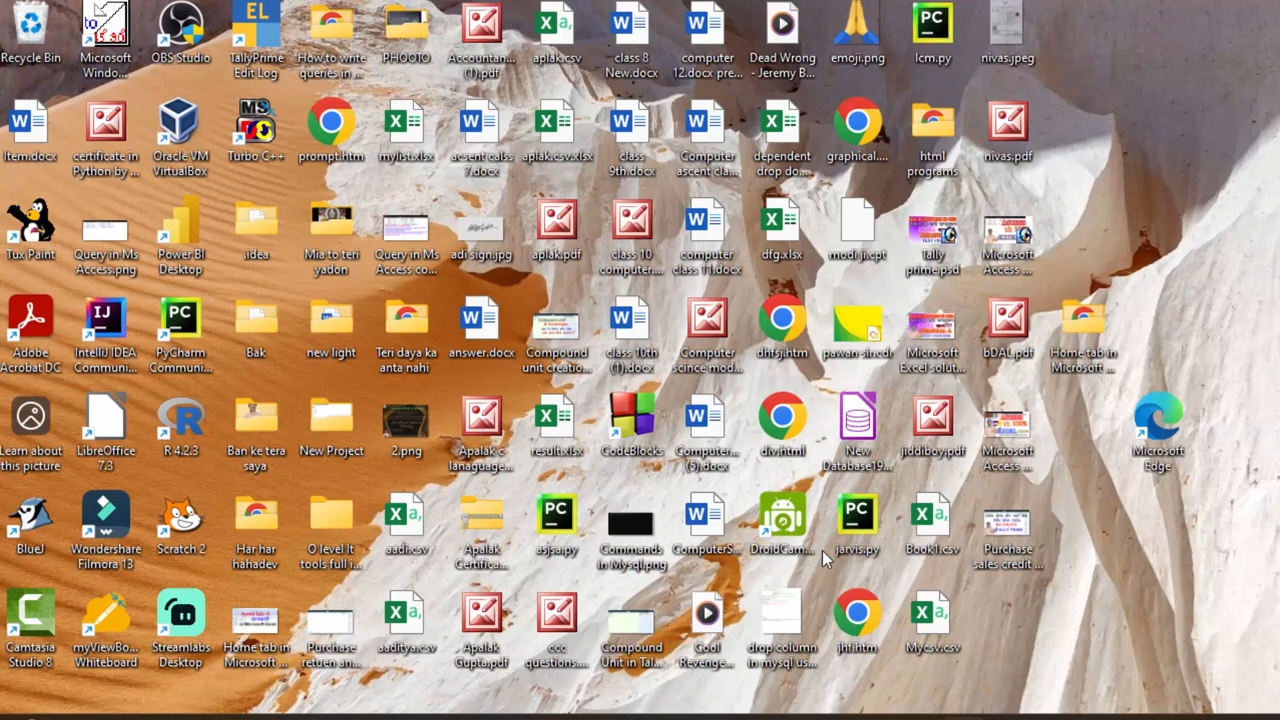 Recycle Bin
Microsoft
Windo...
OBS Studio
TallyPrime
Edit Log
How to write
queries in ...
PHOOTO
Accountan...
(1).pdf
aplak.csv
class 8
New.docx
computer
12.docx pre...
Dead Wrong
- Jeremy B...
emoji.png
lcm.py
nivas.jpeg
Item.docx
certificate in
Python by ...
Oracle VM
VirtualBox
Turbo C++
prompt.htm
mylist.xlsx
acsent calss
7.docx
aplak.csv.xlsx
class
9th.docx
Computer
ascent cla...
dependent
drop do...
graphical....
html
programs
nivas.pdf
Tux Paint
Query in Ms
Access.png
Power BI
Desktop
.idea
Mia to teri
yadon
Query in Ms
Access co...
adi sign.jpg
aplak.pdf
class 10
computer....
computer
class 11.docx
dfg.xlsx
modi ji.cpt
Tally
prime.psd
Microsoft
Access ...
Adobe
Acrobat DC
IntelliJ IDEA
Communi...
PyCharm
Communi...
Bak
new light
Teri daya ka
anta nahi
answer.docx
Compound
unit creatio...
class 10th
(1).docx
Computer
scince mod...
dhfsj.htm
pawan sir.cdr
Microsoft
Excel solut...
bDAL.pdf
Home tab in
Microsoft ...
Learn about
this picture
LibreOffice
7.3
R 4.2.3
Ban ke tera
saya
New Project
2.png
Apalak c
lanaguage...
result.xlsx
CodeBlocks
Computer...
(5).docx
div.html
New
Database19...
jiddiboy.pdf
Microsoft
Access ...
Microsoft
Edge
BlueJ
Wondershare
Filmora 13
Scratch 2
Har har
hahadev
O level it
tools full i...
aadi.csv
Apalak
Certifica...
asjsa.py
Commands
in Mysql.png
ComputerS...
DroidCam...
jarvis.py
Book1.csv
Purchase
sales credit ...
Camtasia
Studio 8
myViewBo...
Whiteboard
Streamlabs
Desktop
Home tab in
Microsoft ...
Purchase
retuen an...
aaditya.csv
Apalak
Gupta.pdf
ccc
questions....
Compound
Unit in Tal...
Cool
Revenge...
drop column
in mysql us...
jhf.htm
Mycsv.csv